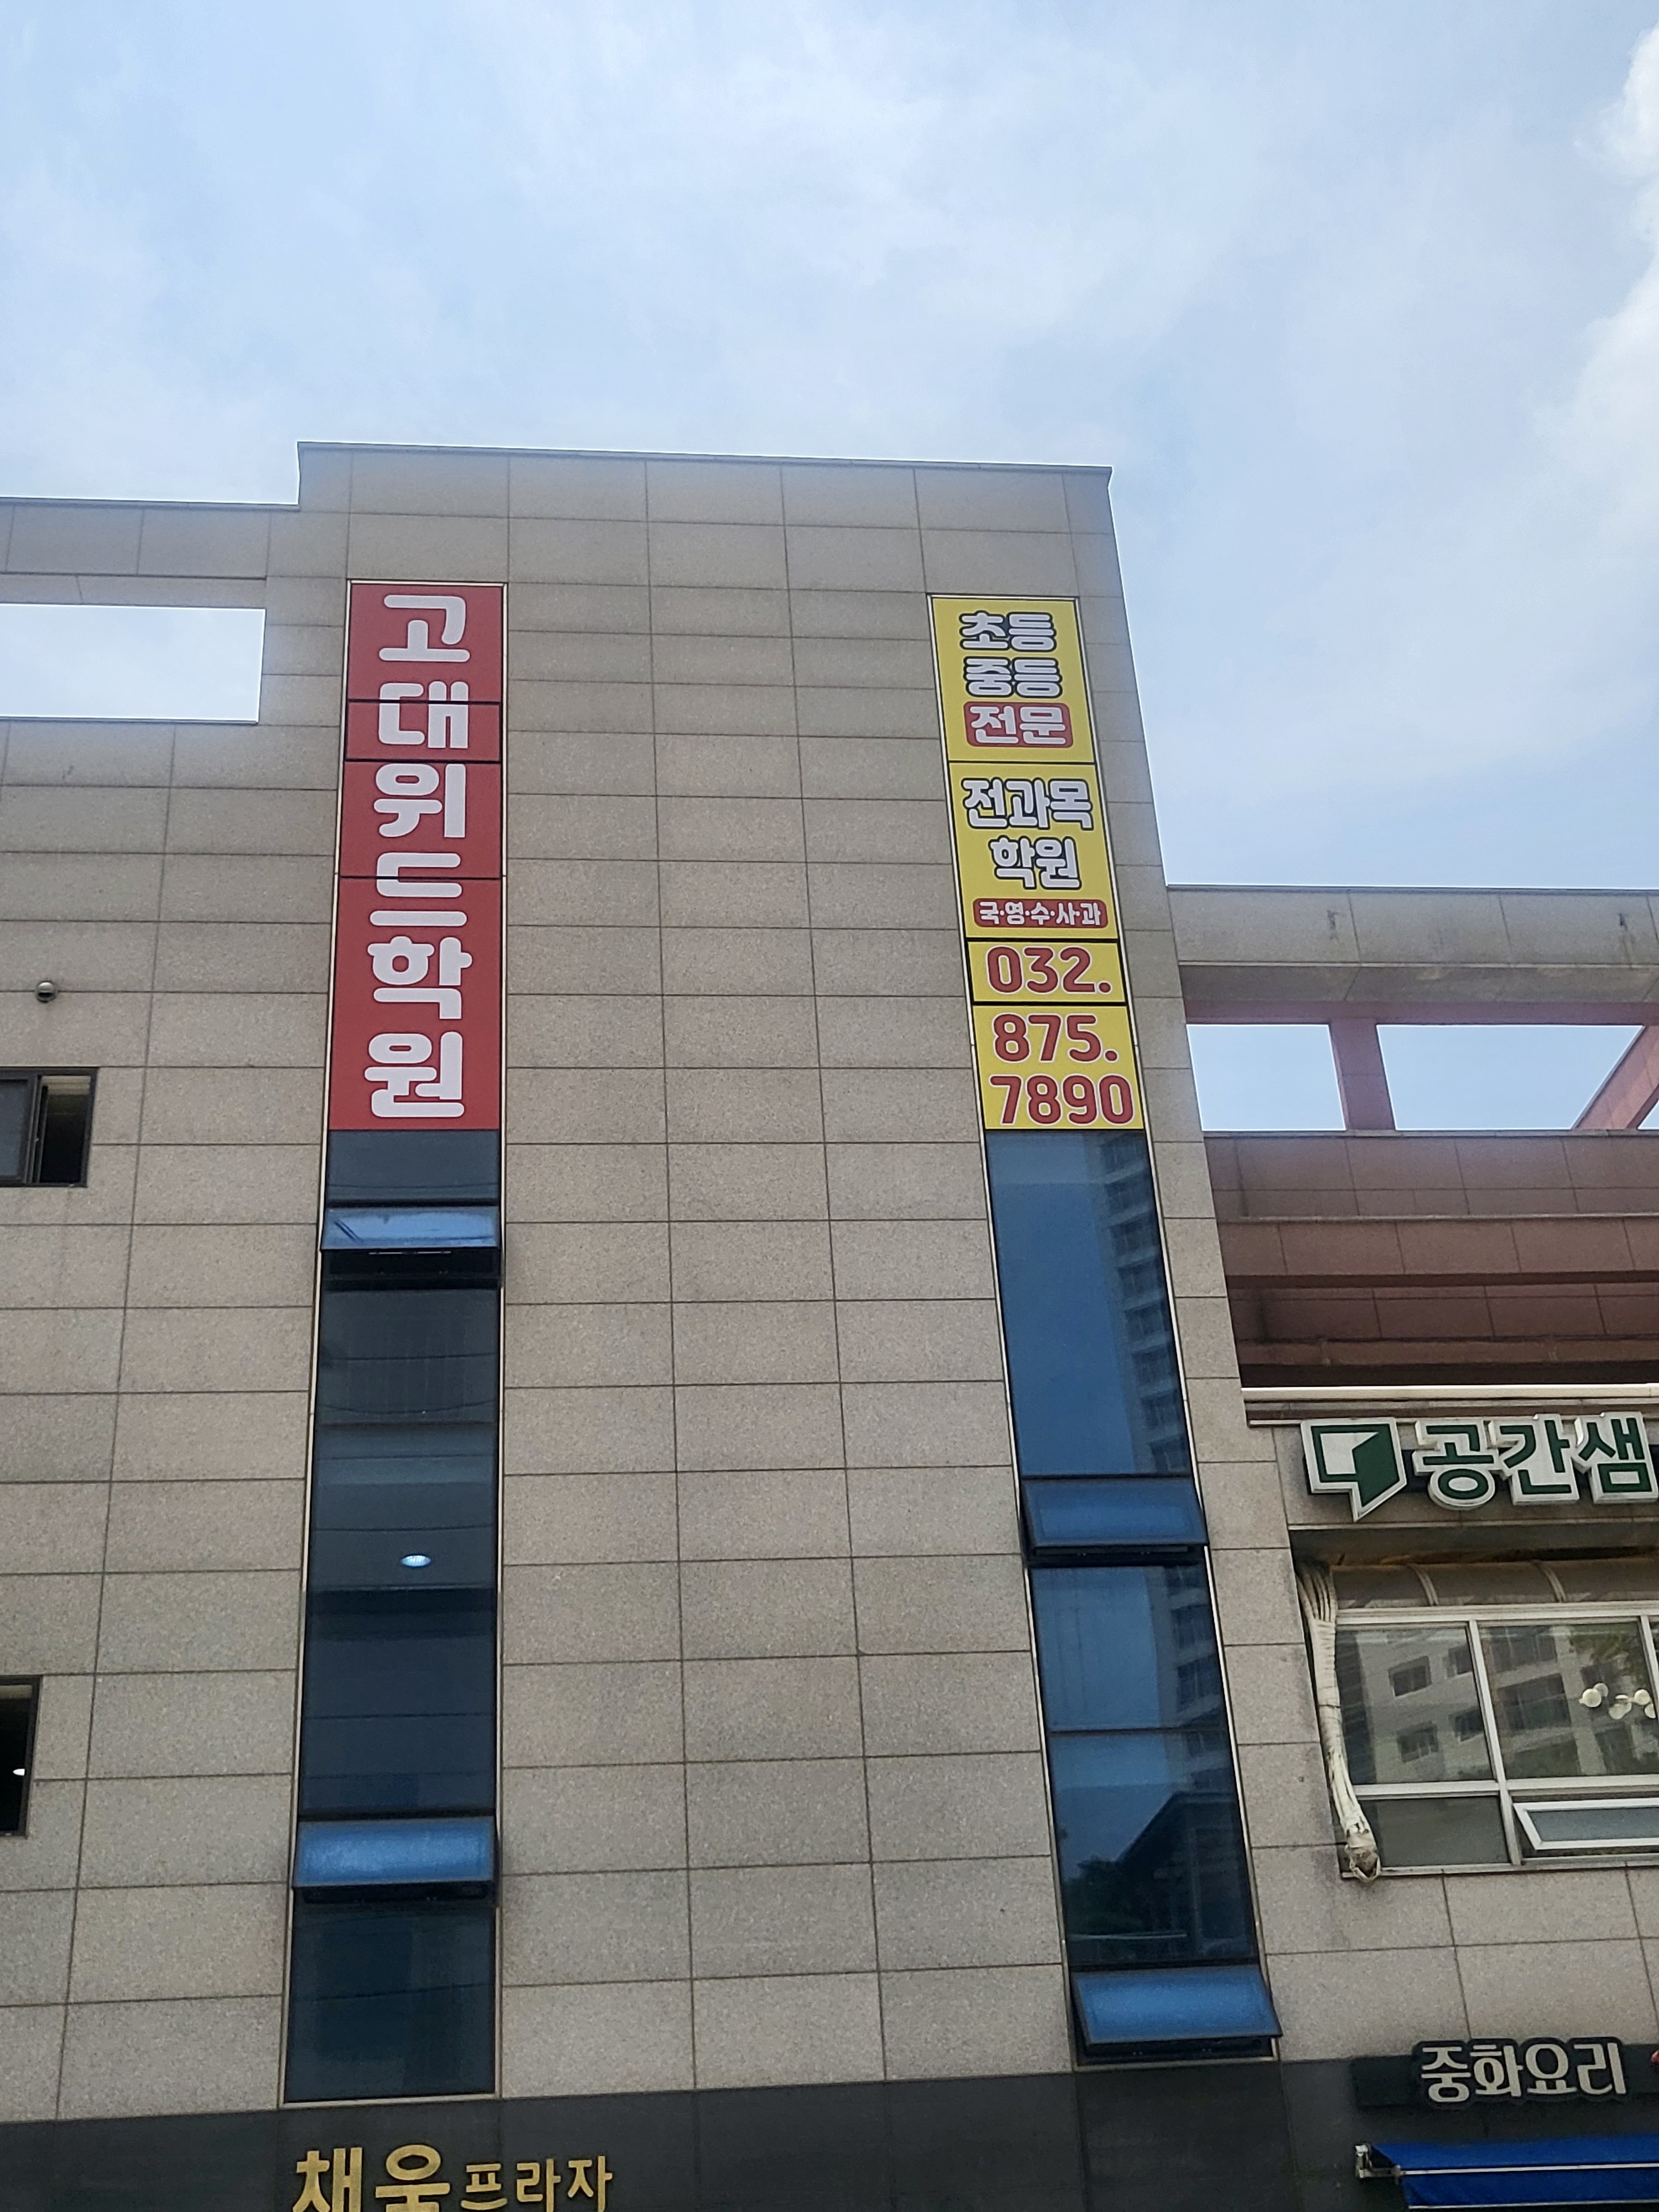 고대위드학원
초등
중등
전문
전과목
학원
국·영·수·사과
032.
875.
7890
공간샘
중화요리
채움프라자